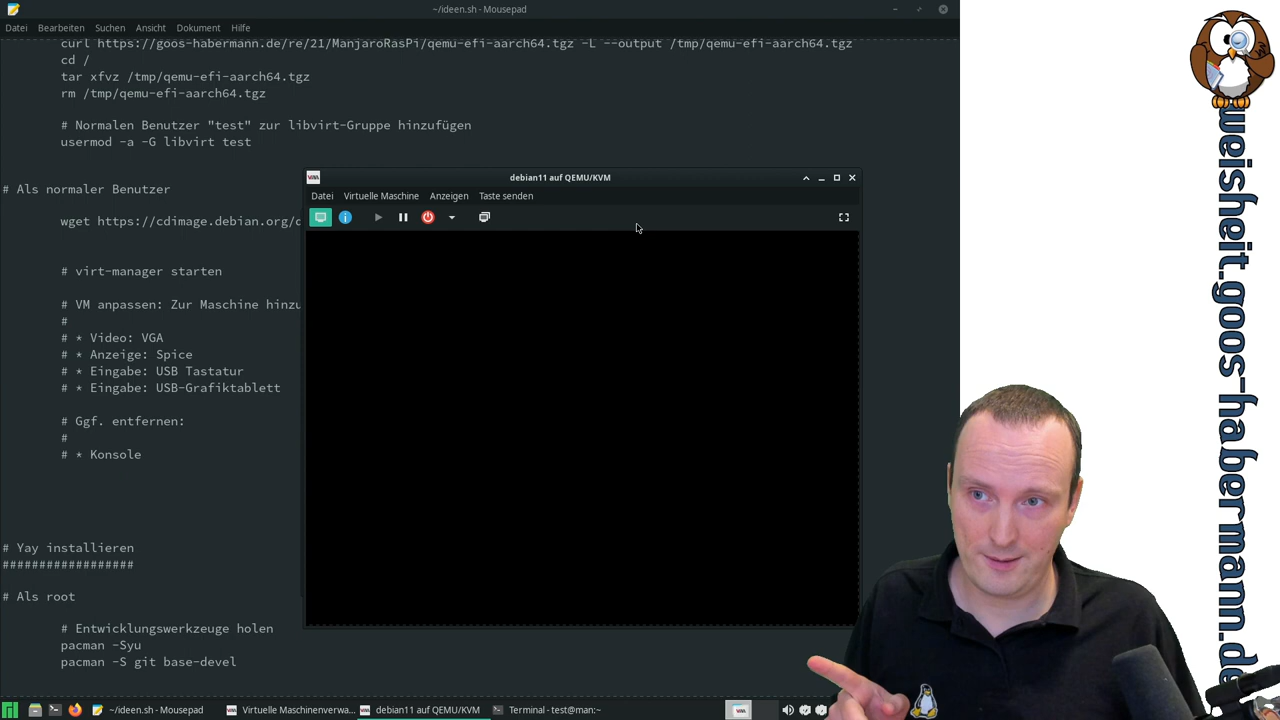 ~/ideen.sh - Mousepad
Datei Bearbeiten Suchen Ansicht Dokument Hilfe
curl https://goos-habermann.de/re/21/ManjaroRasPi/qemu-efi-aarch64.tgz -L --output /tmp/qemu-efi-aarch64.tgz
cd /
tar xfvz /tmp/qemu-efi-aarch64.tgz
rm /tmp/qemu-efi-aarch64.tgz
# Normalen Benutzer "test" zur libvirt-Gruppe hinzufügen
usermod -a -G libvirt test
# Als normaler Benutzer
wget https://cdimage.debian.org/c
# virt-manager starten
# VM anpassen: Zur Maschine hinzu
#
# * Video: VGA
# * Anzeige: Spice
# * Eingabe: USB Tastatur
# * Eingabe: USB-Grafiktablett
# Ggf. entfernen:
#
# * Konsole
# Yay installieren
##################
# Als root
# Entwicklungswerkzeuge holen
pacman -Syu
pacman -S git base-devel
debian11 auf QEMU/KVM
Datei Virtuelle Maschine Anzeigen Taste senden
~/ideen.sh - Mousepad
Virtuelle Maschinenverwa...
debian11 auf QEMU/KVM
Terminal - test@man:~
weisheit.goos-habermann.de